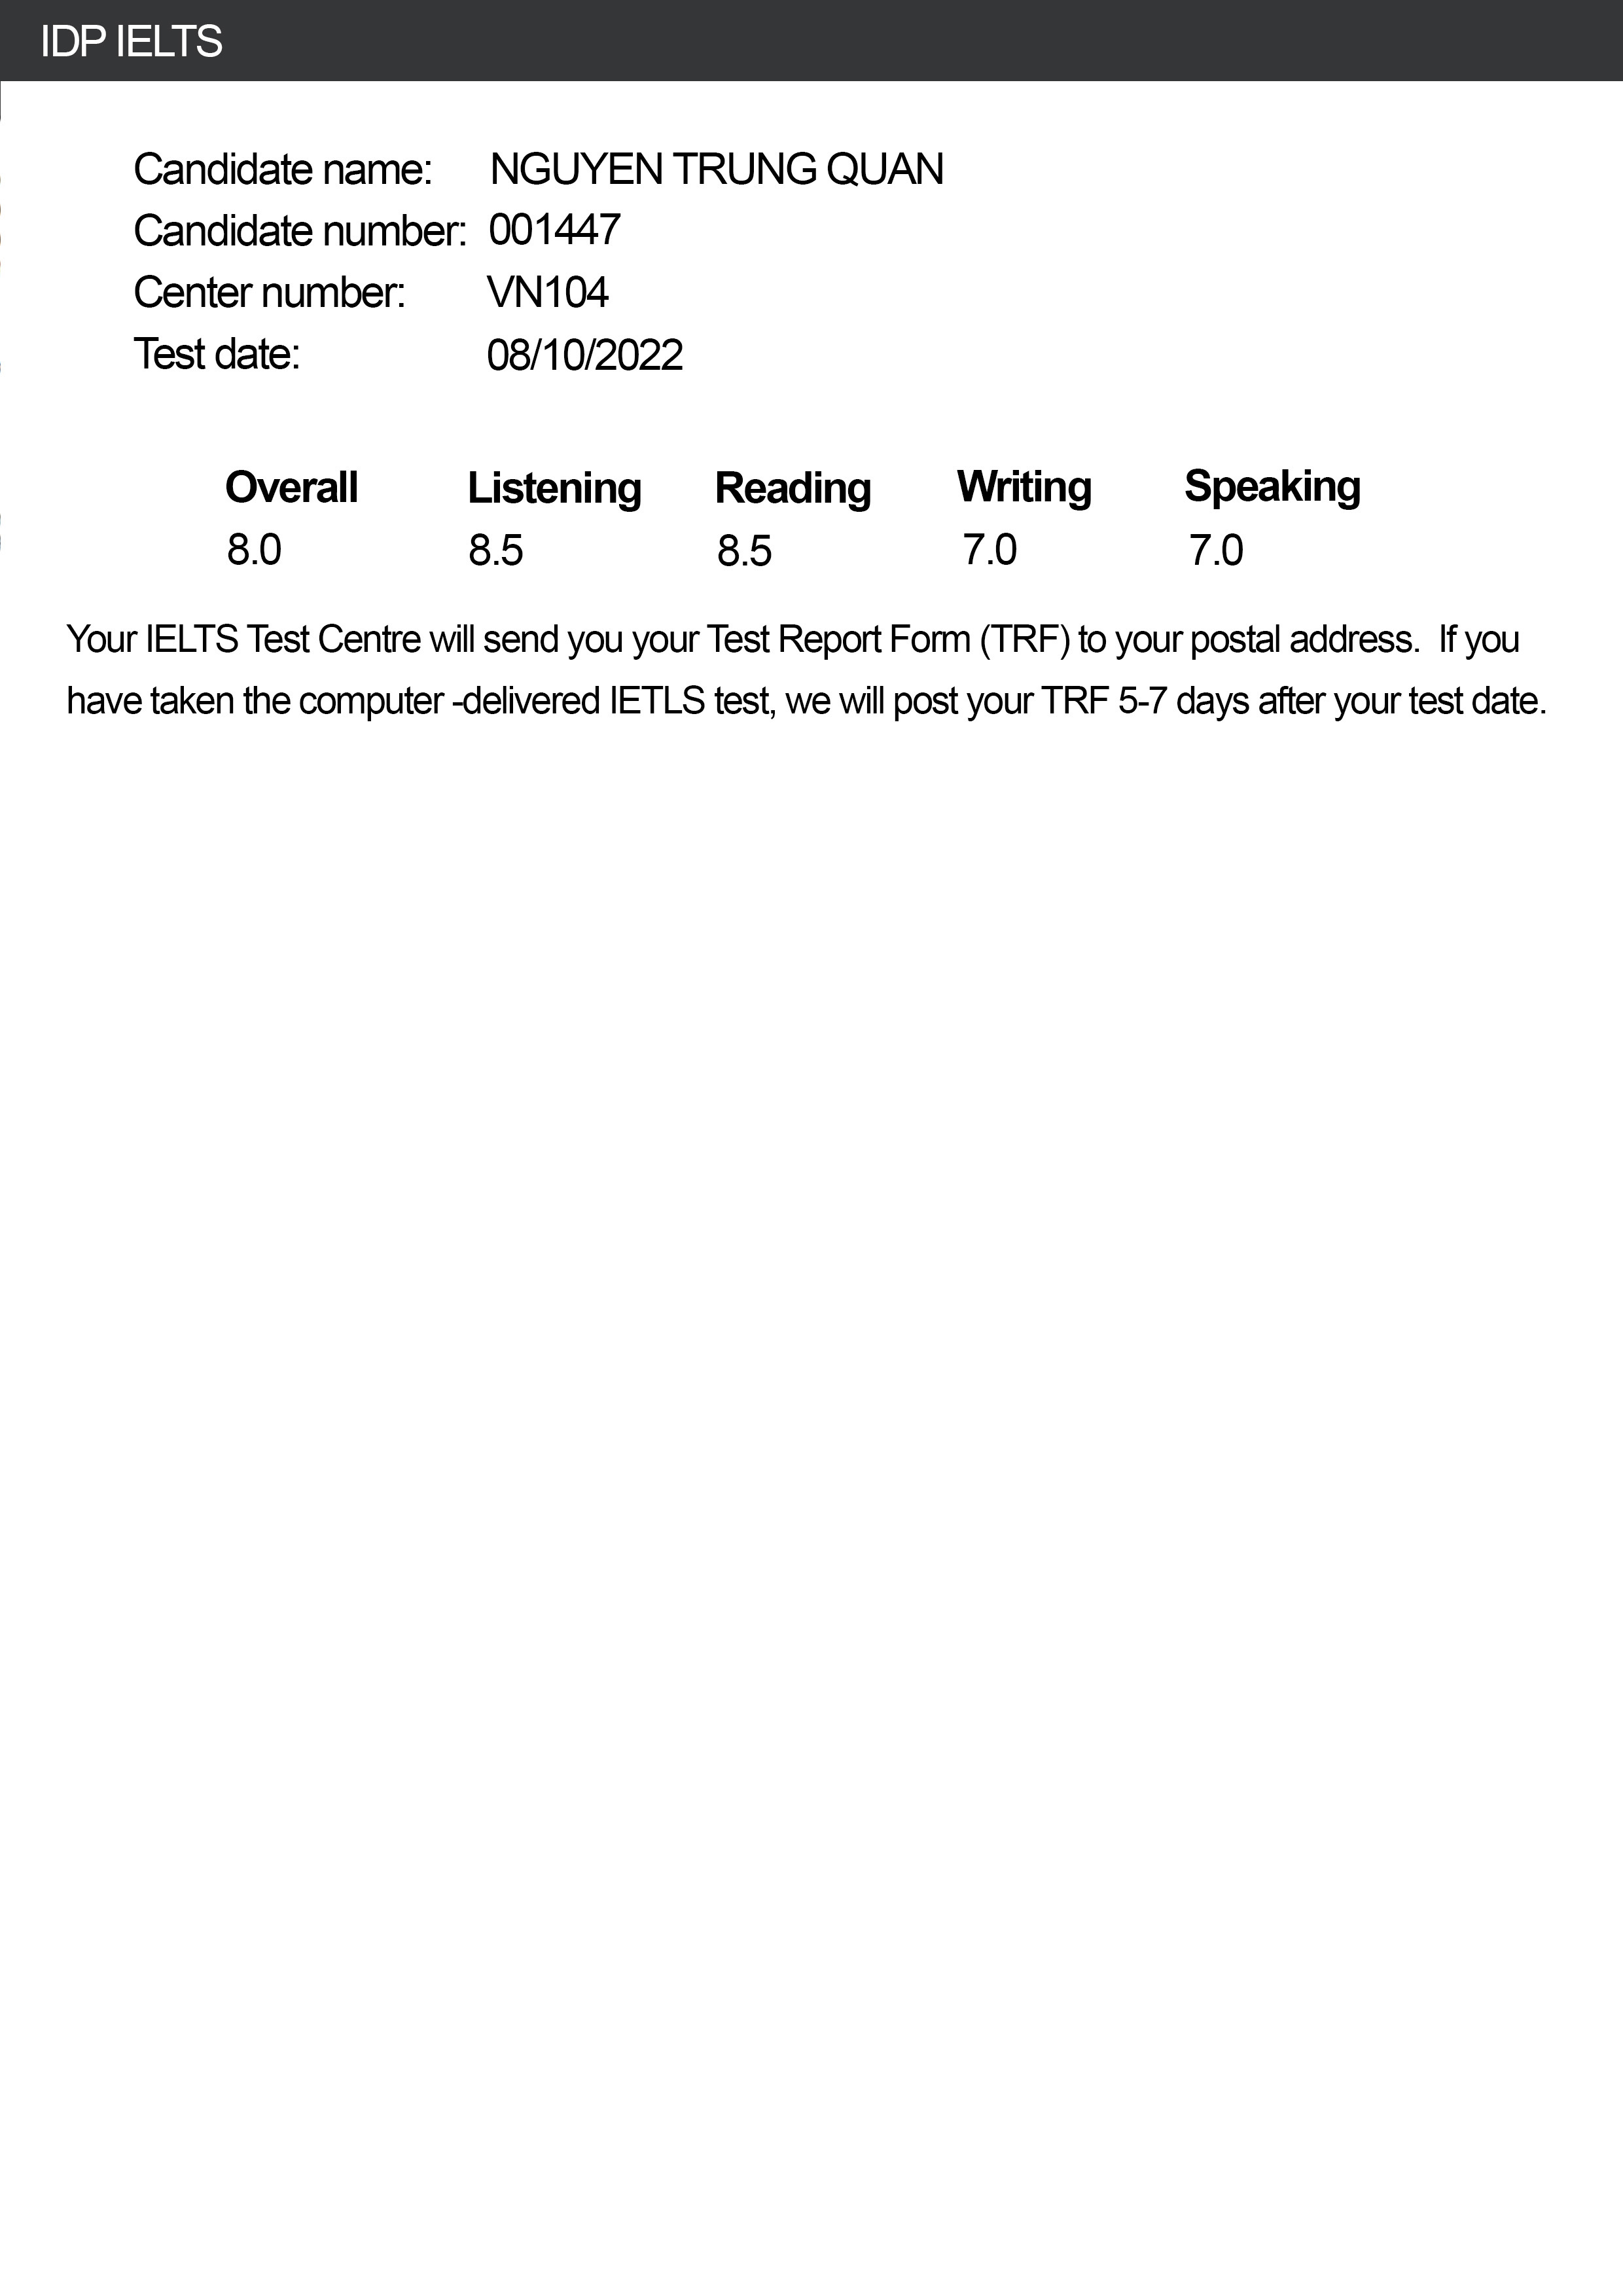 IDP IELTS
Candidate name: NGUYEN TRUNG QUAN
Candidate number: 001447
Center number: VN104
Test date: 08/10/2022
Overall Listening Reading Writing Speaking
8.0 8.5 8.5 7.0 7.0
Your IELTS Test Centre will send you your Test Report Form (TRF) to your postal address. If you
have taken the computer -delivered IETLS test, we will post your TRF 5-7 days after your test date.